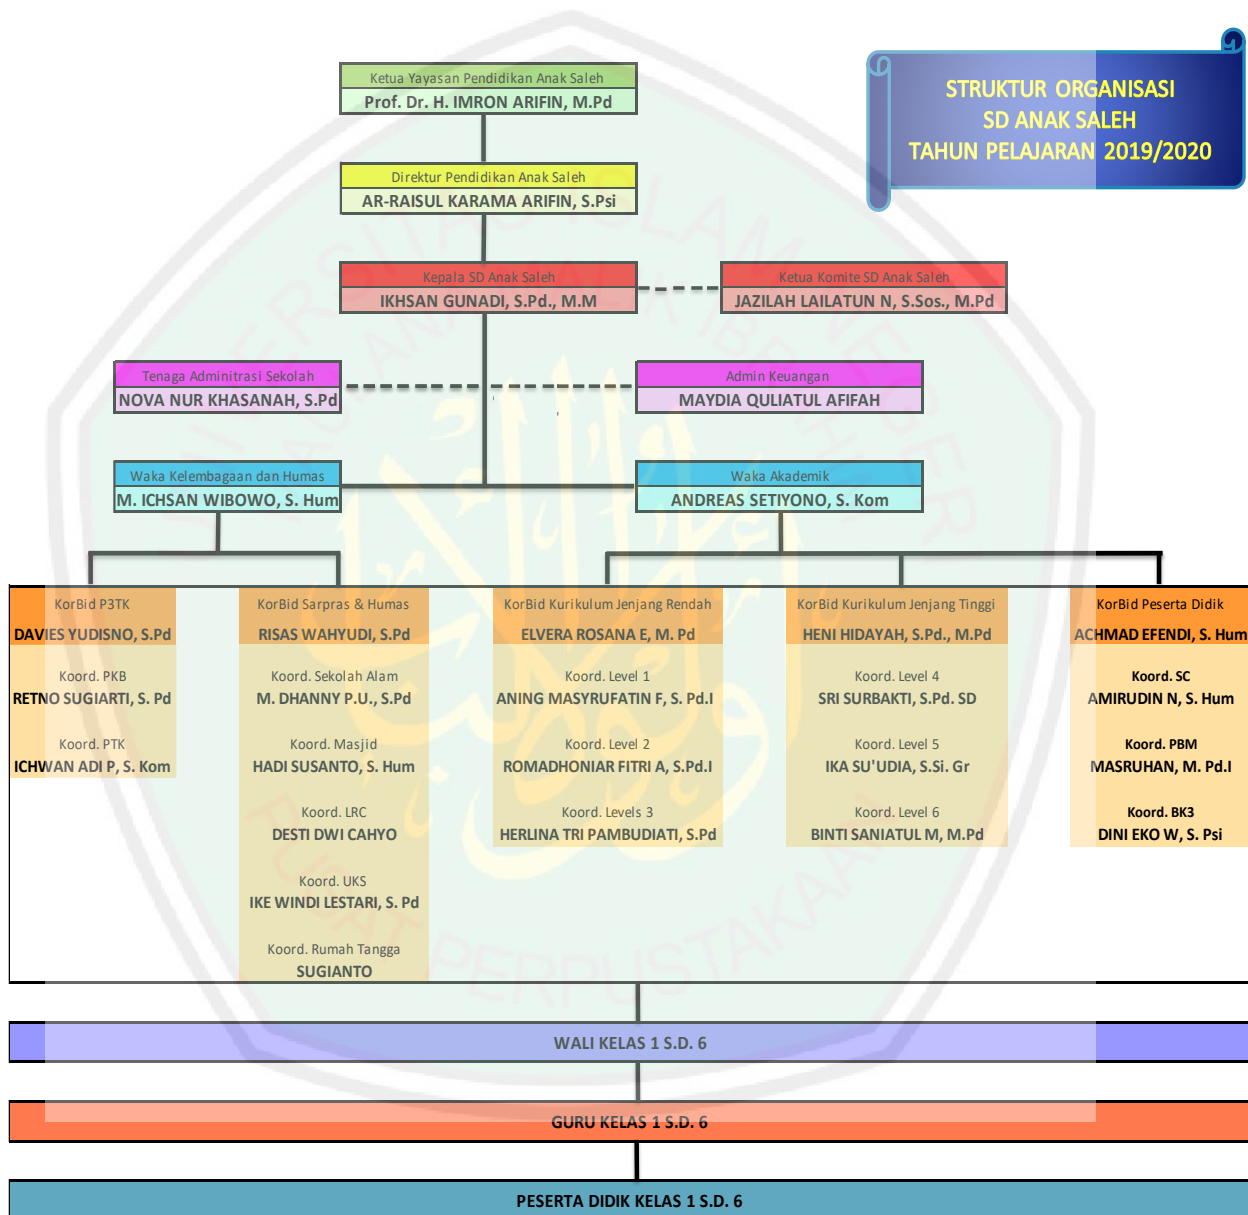 STRUKTUR ORGANISASI
SD ANAK SALEH
TAHUN PELAJARAN 2019/2020
Ketua Yayasan Pendidikan Anak Saleh
Prof. Dr. H. IMRON ARIFIN, M.Pd
Direktur Pendidikan Anak Saleh
AR-RAISUL KARAMA ARIFIN, S.Psi
Kepala SD Anak Saleh
IKHSAN GUNADI, S.Pd., M.M
Ketua Komite SD Anak Saleh
JAZILAH LAILATUN N, S.Sos., M.Pd
Tenaga Adminitrasi Sekolah
NOVA NUR KHASANAH, S.Pd
Admin Keuangan
MAYDIA QULIATUL AFIFAH
Waka Kelembagaan dan Humas
M. ICHSAN WIBOWO, S. Hum
Waka Akademik
ANDREAS SETIYONO, S. Kom
KorBid P3TK
DAVIES YUDISNO, S.Pd
Koord. PKB
RETNO SUGIARTI, S. Pd
Koord. PTK
ICHWAN ADI P, S. Kom
KorBid Sarpras & Humas
RISAS WAHYUDI, S.Pd
Koord. Sekolah Alam
M. DHANNY P.U., S.Pd
Koord. Masjid
HADI SUSANTO, S. Hum
Koord. LRC
DESTI DWI CAHYO
Koord. UKS
IKE WINDI LESTARI, S. Pd
Koord. Rumah Tangga
SUGIANTO
KorBid Kurikulum Jenjang Rendah
ELVERA ROSANA E, M. Pd
Koord. Level 1
ANING MASYRUFATIN F, S. Pd.I
Koord. Level 2
ROMADHONIAR FITRI A, S.Pd.I
Koord. Levels 3
HERLINA TRI PAMBUDIATI, S.Pd
KorBid Kurikulum Jenjang Tinggi
HENI HIDAYAH, S.Pd., M.Pd
Koord. Level 4
SRI SURBAKTI, S.Pd. SD
Koord. Level 5
IKA SU'UDIA, S.Si. Gr
Koord. Level 6
BINTI SANIATUL M, M.Pd
KorBid Peserta Didik
ACHMAD EFENDI, S. Hum
Koord. SC
AMIRUDIN N, S. Hum
Koord. PBM
MASRUHAN, M. Pd.I
Koord. BK3
DINI EKO W, S. Psi
WALI KELAS 1 S.D. 6
GURU KELAS 1 S.D. 6
PESERTA DIDIK KELAS 1 S.D. 6
PUSAT PERPUSTAKAAN